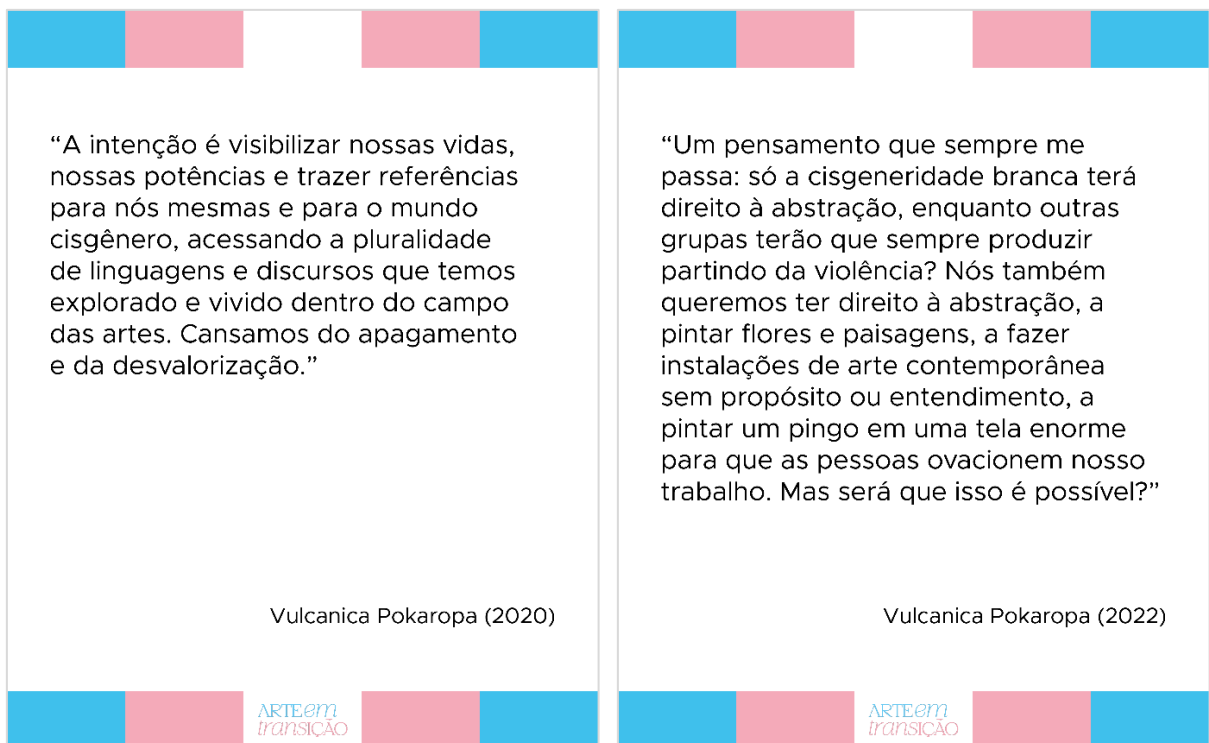 “A intenção é visibilizar nossas vidas,
nossas potências e trazer referências
para nós mesmas e para o mundo
cisgênero, acessando a pluralidade
de linguagens e discursos que temos
explorado e vivido dentro do campo
das artes. Cansamos do apagamento
e da desvalorização.”
Vulcanica Pokaropa (2020)
ARTE em
transição
“Um pensamento que sempre me
passa: só a cisgeneridade branca terá
direito à abstração, enquanto outras
grupas terão que sempre produzir
partindo da violência? Nós também
queremos ter direito à abstração, a
pintar flores e paisagens, a fazer
instalações de arte contemporânea
sem propósito ou entendimento, a
pintar um pingo em uma tela enorme
para que as pessoas ovacionem nosso
trabalho. Mas será que isso é possível?”
Vulcanica Pokaropa (2022)
ARTE em
transição